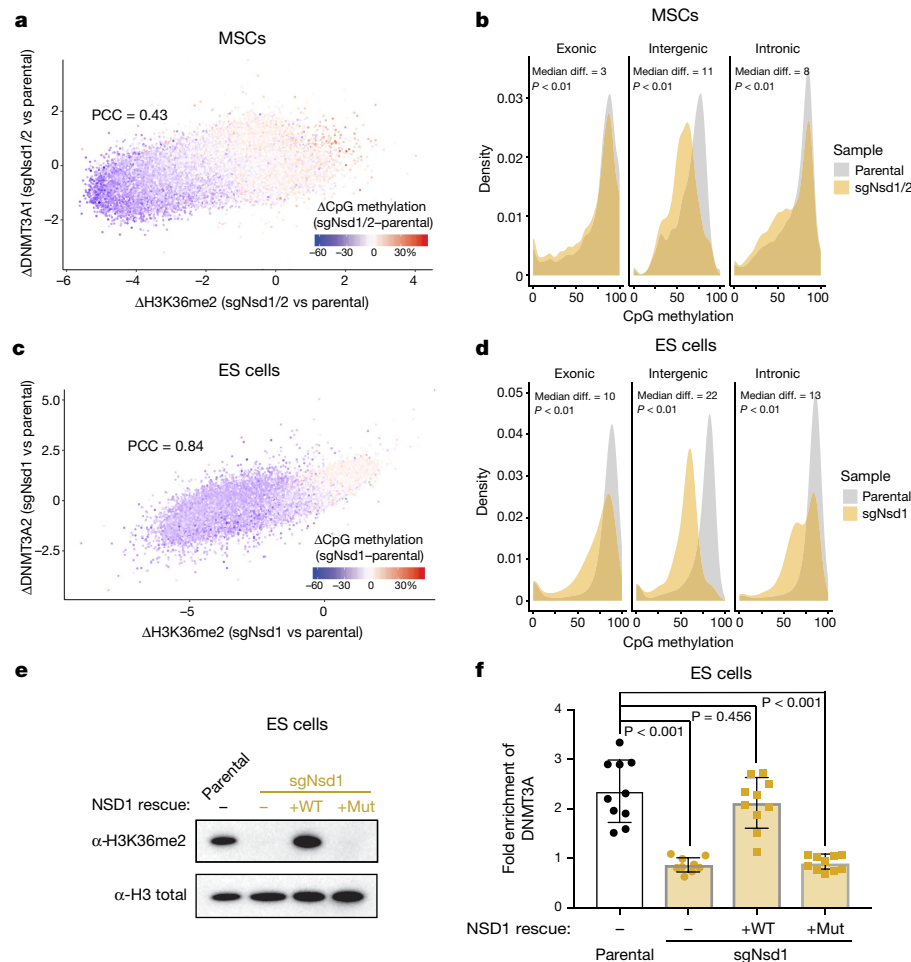 a
MSCs
ΔDNMT3A1 (sgNsd1/2 vs parental)
2
0
−2
PCC = 0.43
ΔCpG methylation
(sgNsd1/2–parental)
−60 −30 0 30%
−6 −4 −2 0 2 4
ΔH3K36me2 (sgNsd1/2 vs parental)
b
MSCs
Exonic Intergenic Intronic
Median diff. = 3
P < 0.01
Median diff. = 11
P < 0.01
Median diff. = 8
P < 0.01
Density
0.03
0.02
0.01
0
0 50 100 0 50 100 0 50 100
CpG methylation
Sample
Parental
sgNsd1/2
c
ES cells
ΔDNMT3A2 (sgNsd1 vs parental)
5.0
2.5
0
−2.5
PCC = 0.84
ΔCpG methylation
(sgNsd1–parental)
−60 −30 0 30%
−5 0
ΔH3K36me2 (sgNsd1 vs parental)
d
ES cells
Exonic Intergenic Intronic
Median diff. = 10
P < 0.01
Median diff. = 22
P < 0.01
Median diff. = 13
P < 0.01
Density
0.05
0.04
0.03
0.02
0.01
0
0 50 100 0 50 100 0 50 100
CpG methylation
Sample
Parental
sgNsd1
e
ES cells
Parental
sgNsd1
NSD1 rescue: – – +WT +Mut
α-H3K36me2
α-H3 total
f
ES cells
Fold enrichment of
DNMT3A
4
3
2
1
0
P < 0.001
P = 0.456
P < 0.001
NSD1 rescue: – – +WT +Mut
Parental sgNsd1